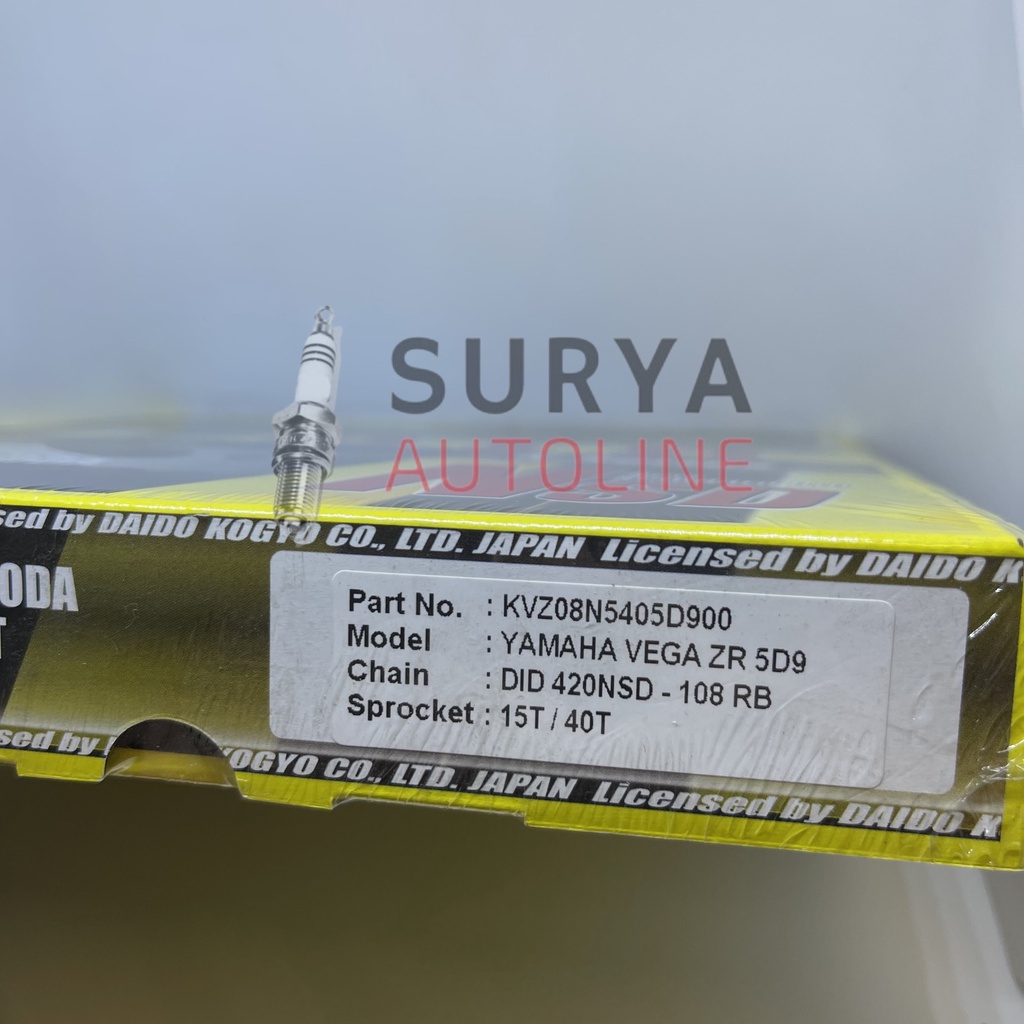 SURYA
AUTOLINE
sed by DAIDO KOGYO CO., LTD. JAPAN Licensed by DAIDO K
ODA
T
Part No. : KVZ08N5405D900
Model : YAMAHA VEGA ZR 5D9
Chain : DID 420NSD - 108 RB
Sprocket : 15T / 40T
sed by KOGYO CO., LTD. JAPAN Licensed by DAIDO K